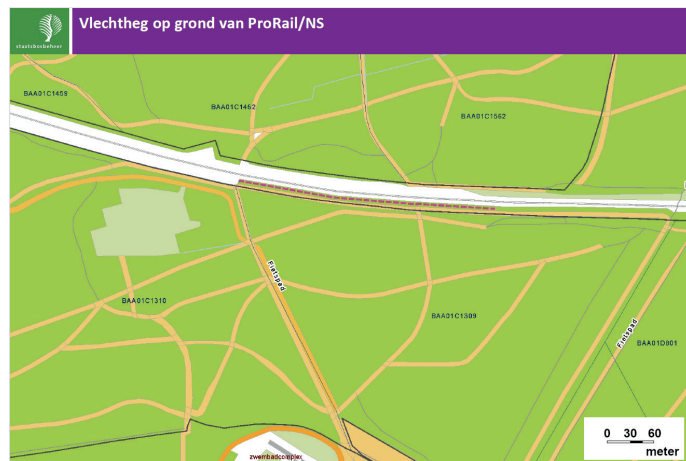 staatsbosbeheer
Vlechtheg op grond van ProRail/NS
BAA01C1459
BAA01C1462
BAA01C1562
Fietspad
BAA01C1310
BAA01C1309
Fietspad
BAA01D001
0 30 60
meter
zwembadcomplex